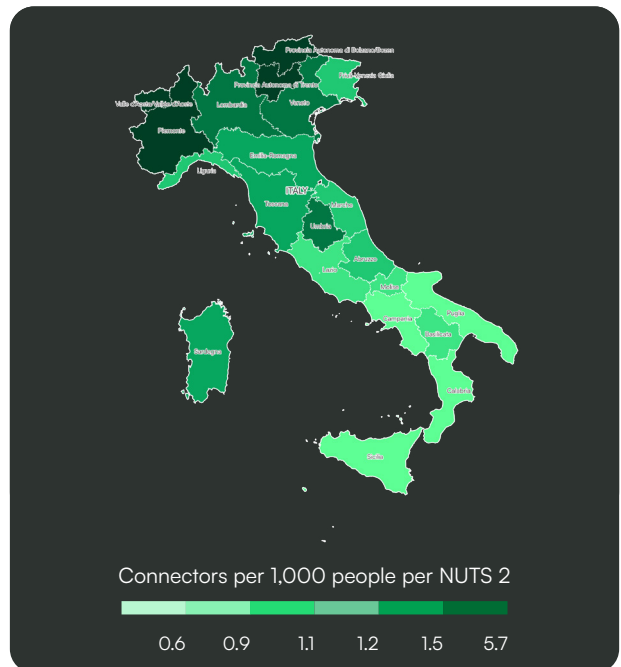 Provincia Autonoma di Bolzano/Bozen
Friuli-Venezia Giulia
Provincia Autonoma di Trento
Valle d'Aosta/Vallée d'Aoste
Lombardia
Veneto
Piemonte
Emilia-Romagna
Liguria
ITALY
Toscana
Marche
Umbria
Abruzzo
Lazio
Molise
Campania
Puglia
Basilicata
Sardegna
Calabria
Sicilia
Connectors per 1,000 people per NUTS 2
0.6 0.9 1.1 1.2 1.5 5.7